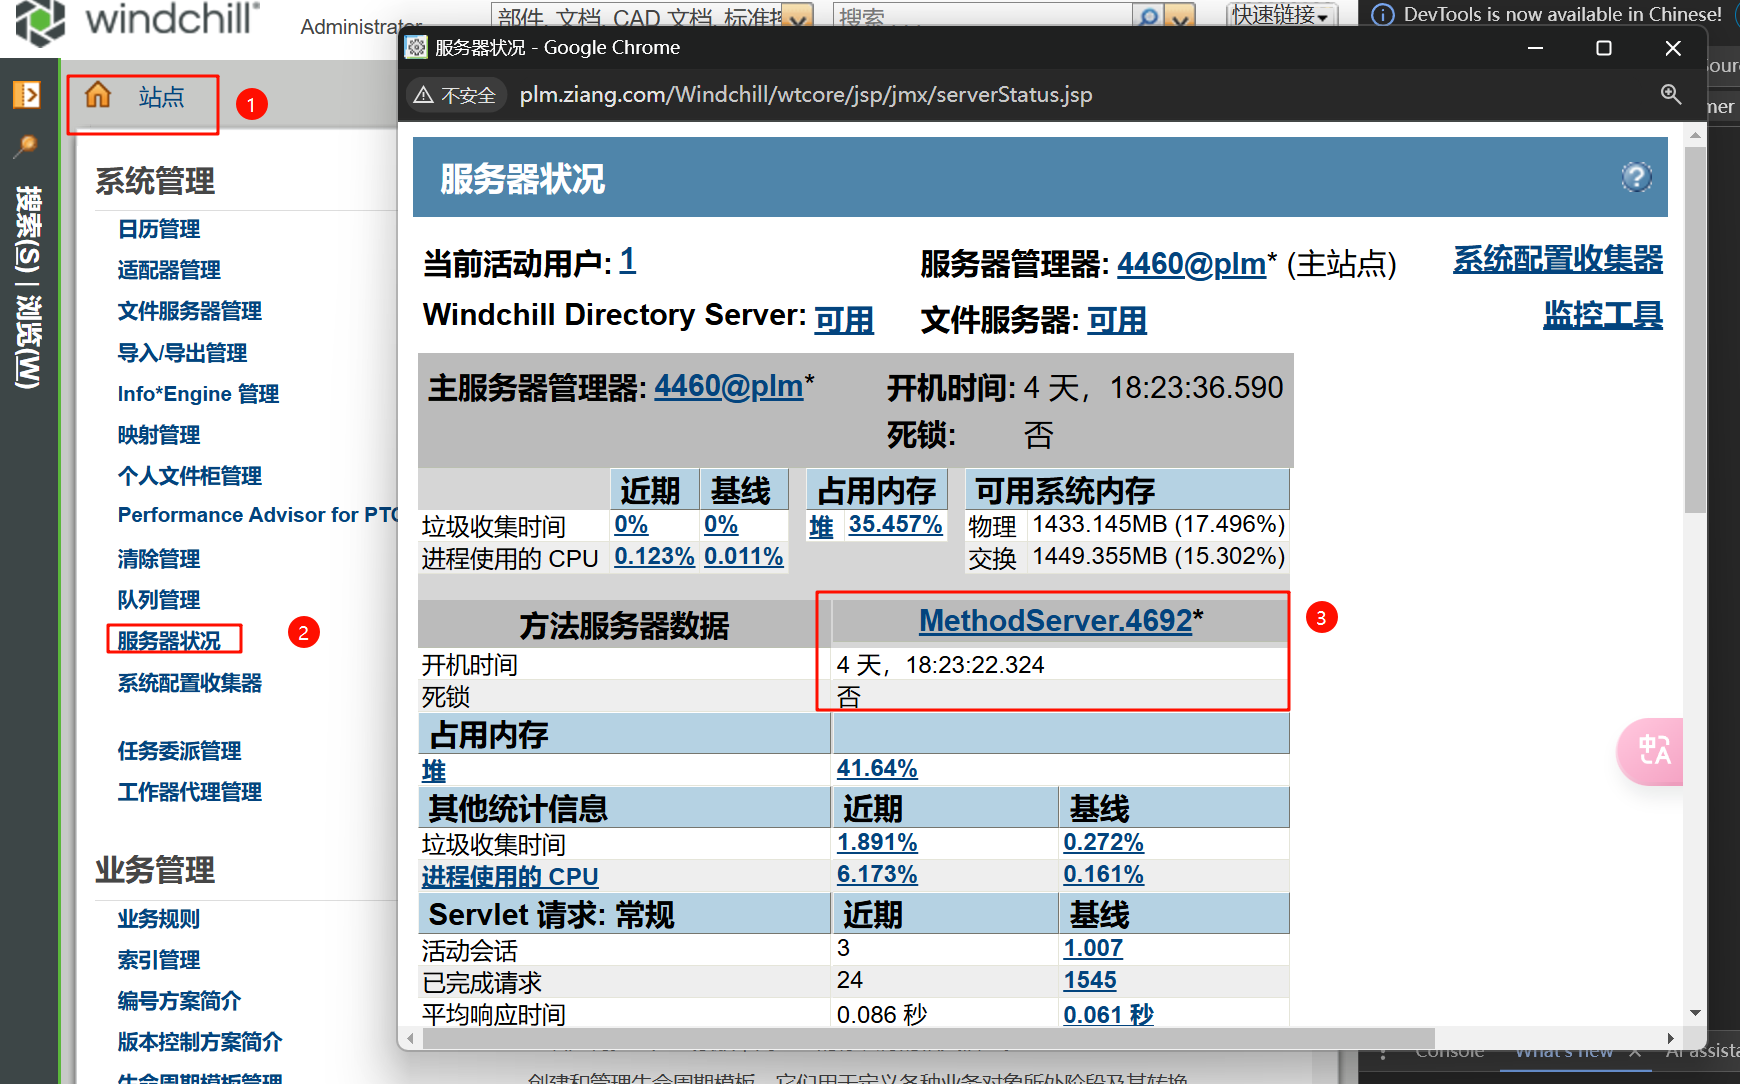 windchill
Administrator
部件, 文档, CAD 文档, 标准控
搜索 . . .
快速链接
DevTools is now available in Chinese!
站点
1
搜索(S) | 浏览(W)
系统管理
日历管理
适配器管理
文件服务器管理
导入/导出管理
Info*Engine 管理
映射管理
个人文件柜管理
Performance Advisor for PTC
清除管理
队列管理
服务器状况
2
系统配置收集器
任务委派管理
工作器代理管理
业务管理
业务规则
索引管理
编号方案简介
版本控制方案简介
生命周期模板管理
服务器状况 - Google Chrome
不安全
plm.ziang.com/Windchill/wtcore/jsp/jmx/serverStatus.jsp
服务器状况
当前活动用户: 1
服务器管理器: 4460@plm* (主站点)
系统配置收集器
Windchill Directory Server: 可用
文件服务器: 可用
监控工具
主服务器管理器: 4460@plm*
开机时间: 4 天，18:23:36.590
死锁: 否
近期 基线 占用内存 可用系统内存
垃圾收集时间 0% 0% 堆 35.457% 物理 1433.145MB (17.496%)
进程使用的 CPU 0.123% 0.011% 交换 1449.355MB (15.302%)
方法服务器数据 MethodServer.4692*
3
开机时间 4 天，18:23:22.324
死锁 否
占用内存
堆 41.64%
其他统计信息 近期 基线
垃圾收集时间 1.891% 0.272%
进程使用的 CPU 6.173% 0.161%
Servlet 请求: 常规 近期 基线
活动会话 3 1.007
已完成请求 24 1545
平均响应时间 0.086 秒 0.061 秒
中A
Console What's new × AI assista
创建和管理生命周期模板，它们用于定义各种业务对象所处阶段及其转换